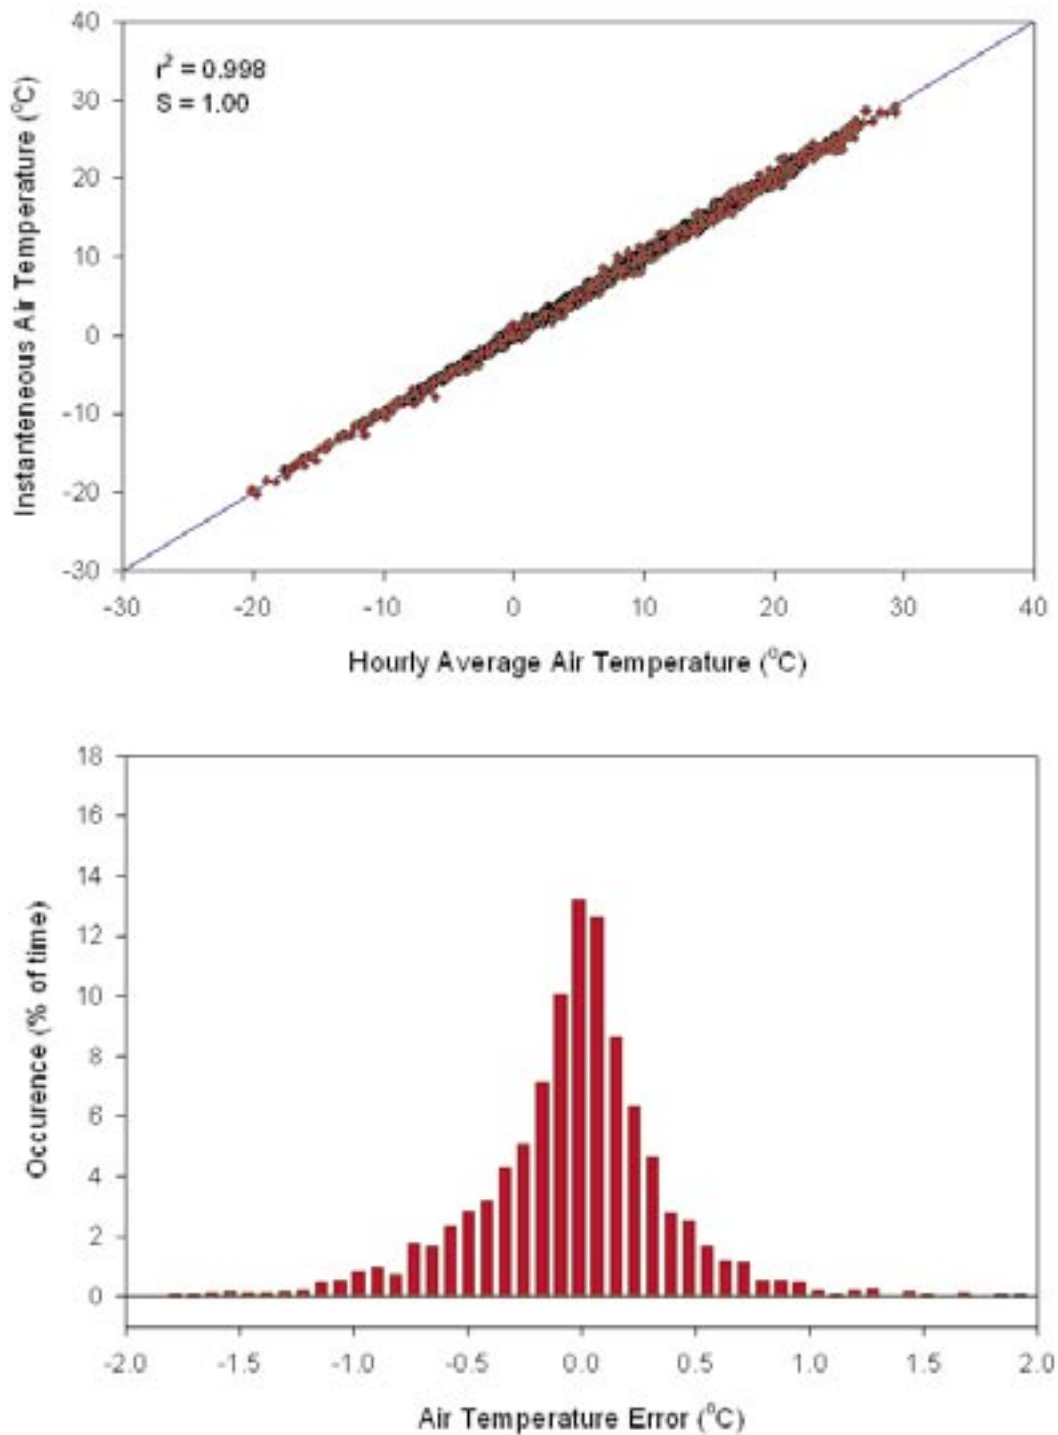 40
30
20
10
0
-10
-20
-30
Instanteneous Air Temperature (°C)
r² = 0.998
S = 1.00
-30 -20 -10 0 10 20 30 40
Hourly Average Air Temperature (°C)
18
16
14
12
10
8
6
4
2
0
Occurence (% of time)
-2.0 -1.5 -1.0 -0.5 0.0 0.5 1.0 1.5 2.0
Air Temperature Error (°C)